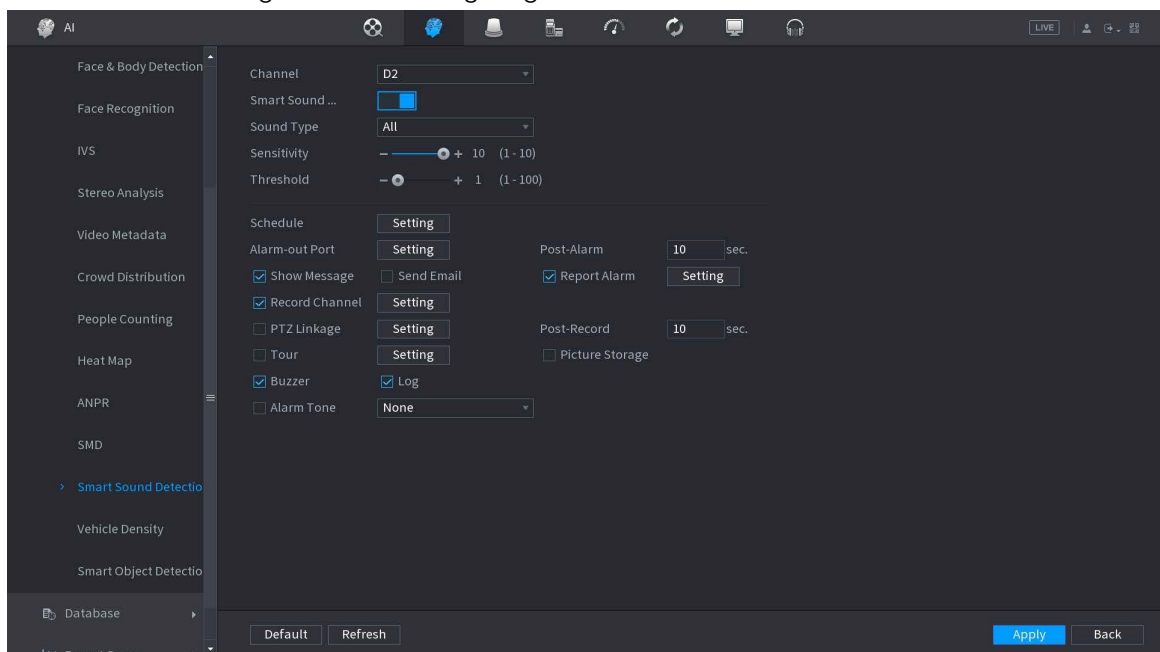 AI
LIVE
Face & Body Detection
Face Recognition
IVS
Stereo Analysis
Video Metadata
Crowd Distribution
People Counting
Heat Map
ANPR
SMD
Smart Sound Detectio
Vehicle Density
Smart Object Detectio
Database
Channel D2
Smart Sound ...
Sound Type All
Sensitivity − + 10 (1 - 10)
Threshold − + 1 (1 - 100)
Schedule Setting
Alarm-out Port Setting Post-Alarm 10 sec.
Show Message Send Email Report Alarm Setting
Record Channel Setting
PTZ Linkage Setting Post-Record 10 sec.
Tour Setting Picture Storage
Buzzer Log
Alarm Tone None
Default Refresh Apply Back